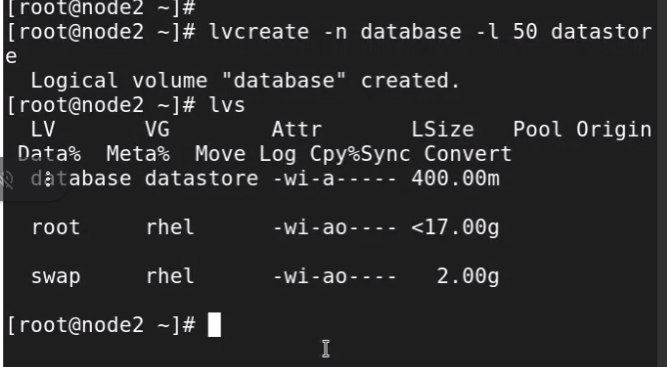 [root@node2 ~]#
[root@node2 ~]# lvcreate -n database -l 50 datastor
e
  Logical volume "database" created.
[root@node2 ~]# lvs
  LV       VG        Attr       LSize   Pool Origin
 Data%  Meta%  Move Log Cpy%Sync Convert
  database datastore -wi-a----- 400.00m
  root     rhel      -wi-ao---- <17.00g
  swap     rhel      -wi-ao----   2.00g
[root@node2 ~]#